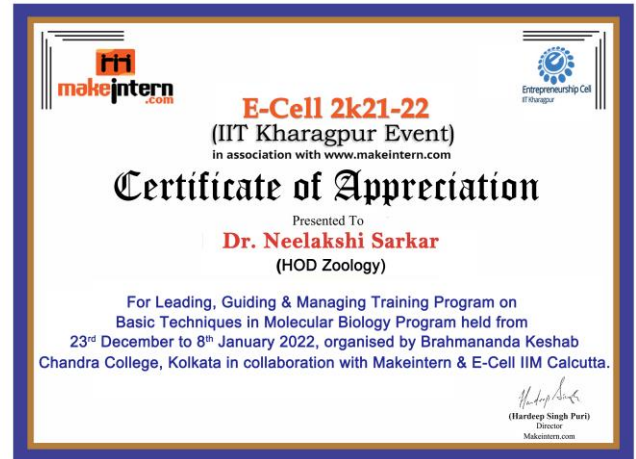 makeintern
.com
Entrepreneurship Cell
IIT Kharagpur
E-Cell 2k21-22
(IIT Kharagpur Event)
in association with www.makeintern.com
Certificate of Appreciation
Presented To
Dr. Neelakshi Sarkar
(HOD Zoology)
For Leading, Guiding & Managing Training Program on
Basic Techniques in Molecular Biology Program held from
23rd December to 8th January 2022, organised by Brahmananda Keshab
Chandra College, Kolkata in collaboration with Makeintern & E-Cell IIM Calcutta.
Hardeep Singh
(Hardeep Singh Puri)
Director
Makeintern.com